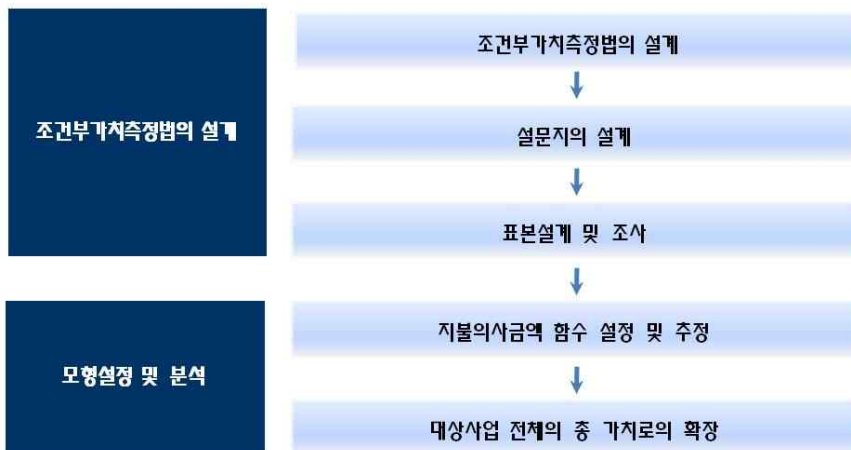 조건부가치측정법의 설계
조건부가치측정법의 설계
설문지의 설계
표본설계 및 조사
모형설정 및 분석
지불의사금액 함수 설정 및 추정
대상사업 전체의 총 가치로의 확장